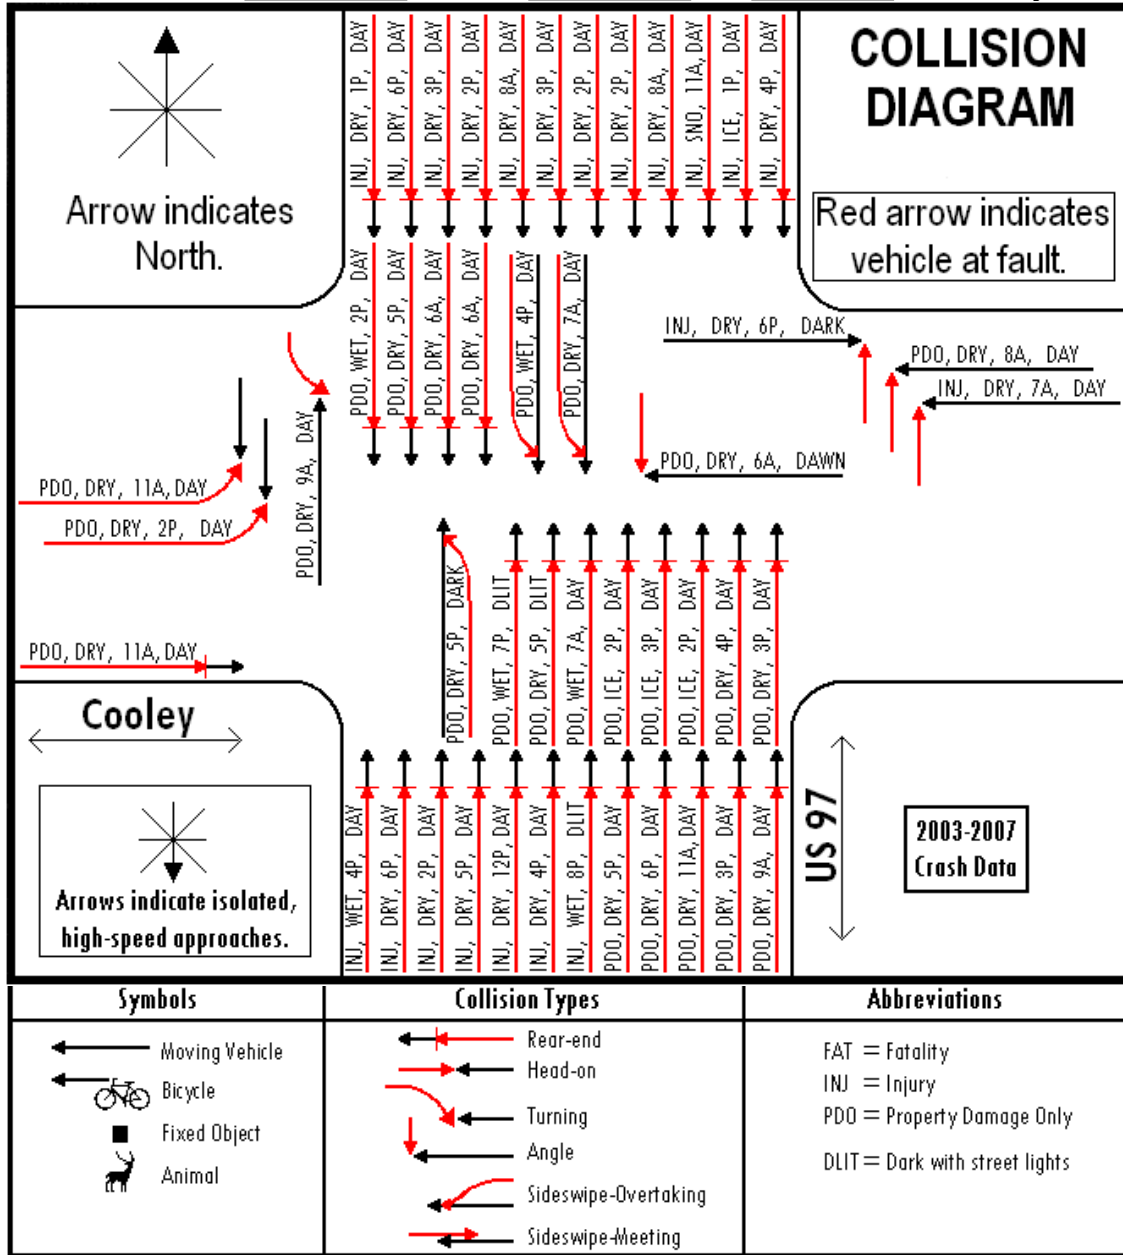 COLLISION
DIAGRAM
Arrow indicates
North.
Red arrow indicates
vehicle at fault.
INJ, DRY, 1P, DAY
INJ, DRY, 6P, DAY
INJ, DRY, 3P, DAY
INJ, DRY, 2P, DAY
INJ, DRY, 8A, DAY
INJ, DRY, 3P, DAY
INJ, DRY, 2P, DAY
INJ, DRY, 2P, DAY
INJ, DRY, 8A, DAY
INJ, SNO, 11A, DAY
INJ, ICE, 1P, DAY
INJ, DRY, 4P, DAY
PDO, WET, 2P, DAY
PDO, DRY, 5P, DAY
PDO, DRY, 6A, DAY
PDO, DRY, 6A, DAY
PDO, WET, 4P, DAY
PDO, DRY, 7A, DAY
INJ, DRY, 6P, DARK
PDO, DRY, 8A, DAY
INJ, DRY, 7A, DAY
PDO, DRY, 6A, DAWN
PDO, DRY, 11A, DAY
PDO, DRY, 2P, DAY
PDO, DRY, 9A, DAY
PDO, DRY, 11A, DAY
PDO, DRY, 5P, DARK
PDO, WET, 7P, DLIT
PDO, DRY, 5P, DLIT
PDO, WET, 7A, DAY
PDO, ICE, 2P, DAY
PDO, ICE, 3P, DAY
PDO, ICE, 2P, DAY
PDO, DRY, 4P, DAY
PDO, DRY, 3P, DAY
Cooley
INJ, WET, 4P, DAY
INJ, DRY, 6P, DAY
INJ, DRY, 2P, DAY
INJ, DRY, 5P, DAY
INJ, DRY, 12P, DAY
INJ, DRY, 4P, DAY
INJ, WET, 8P, DLIT
PDO, DRY, 5P, DAY
PDO, DRY, 6P, DAY
PDO, DRY, 11A, DAY
PDO, DRY, 3P, DAY
PDO, DRY, 9A, DAY
US 97
2003-2007
Crash Data
Arrows indicate isolated,
high-speed approaches.
Symbols
Moving Vehicle
Bicycle
Fixed Object
Animal
Collision Types
Rear-end
Head-on
Turning
Angle
Sideswipe-Overtaking
Sideswipe-Meeting
Abbreviations
FAT = Fatality
INJ = Injury
PDO = Property Damage Only
DLIT = Dark with street lights